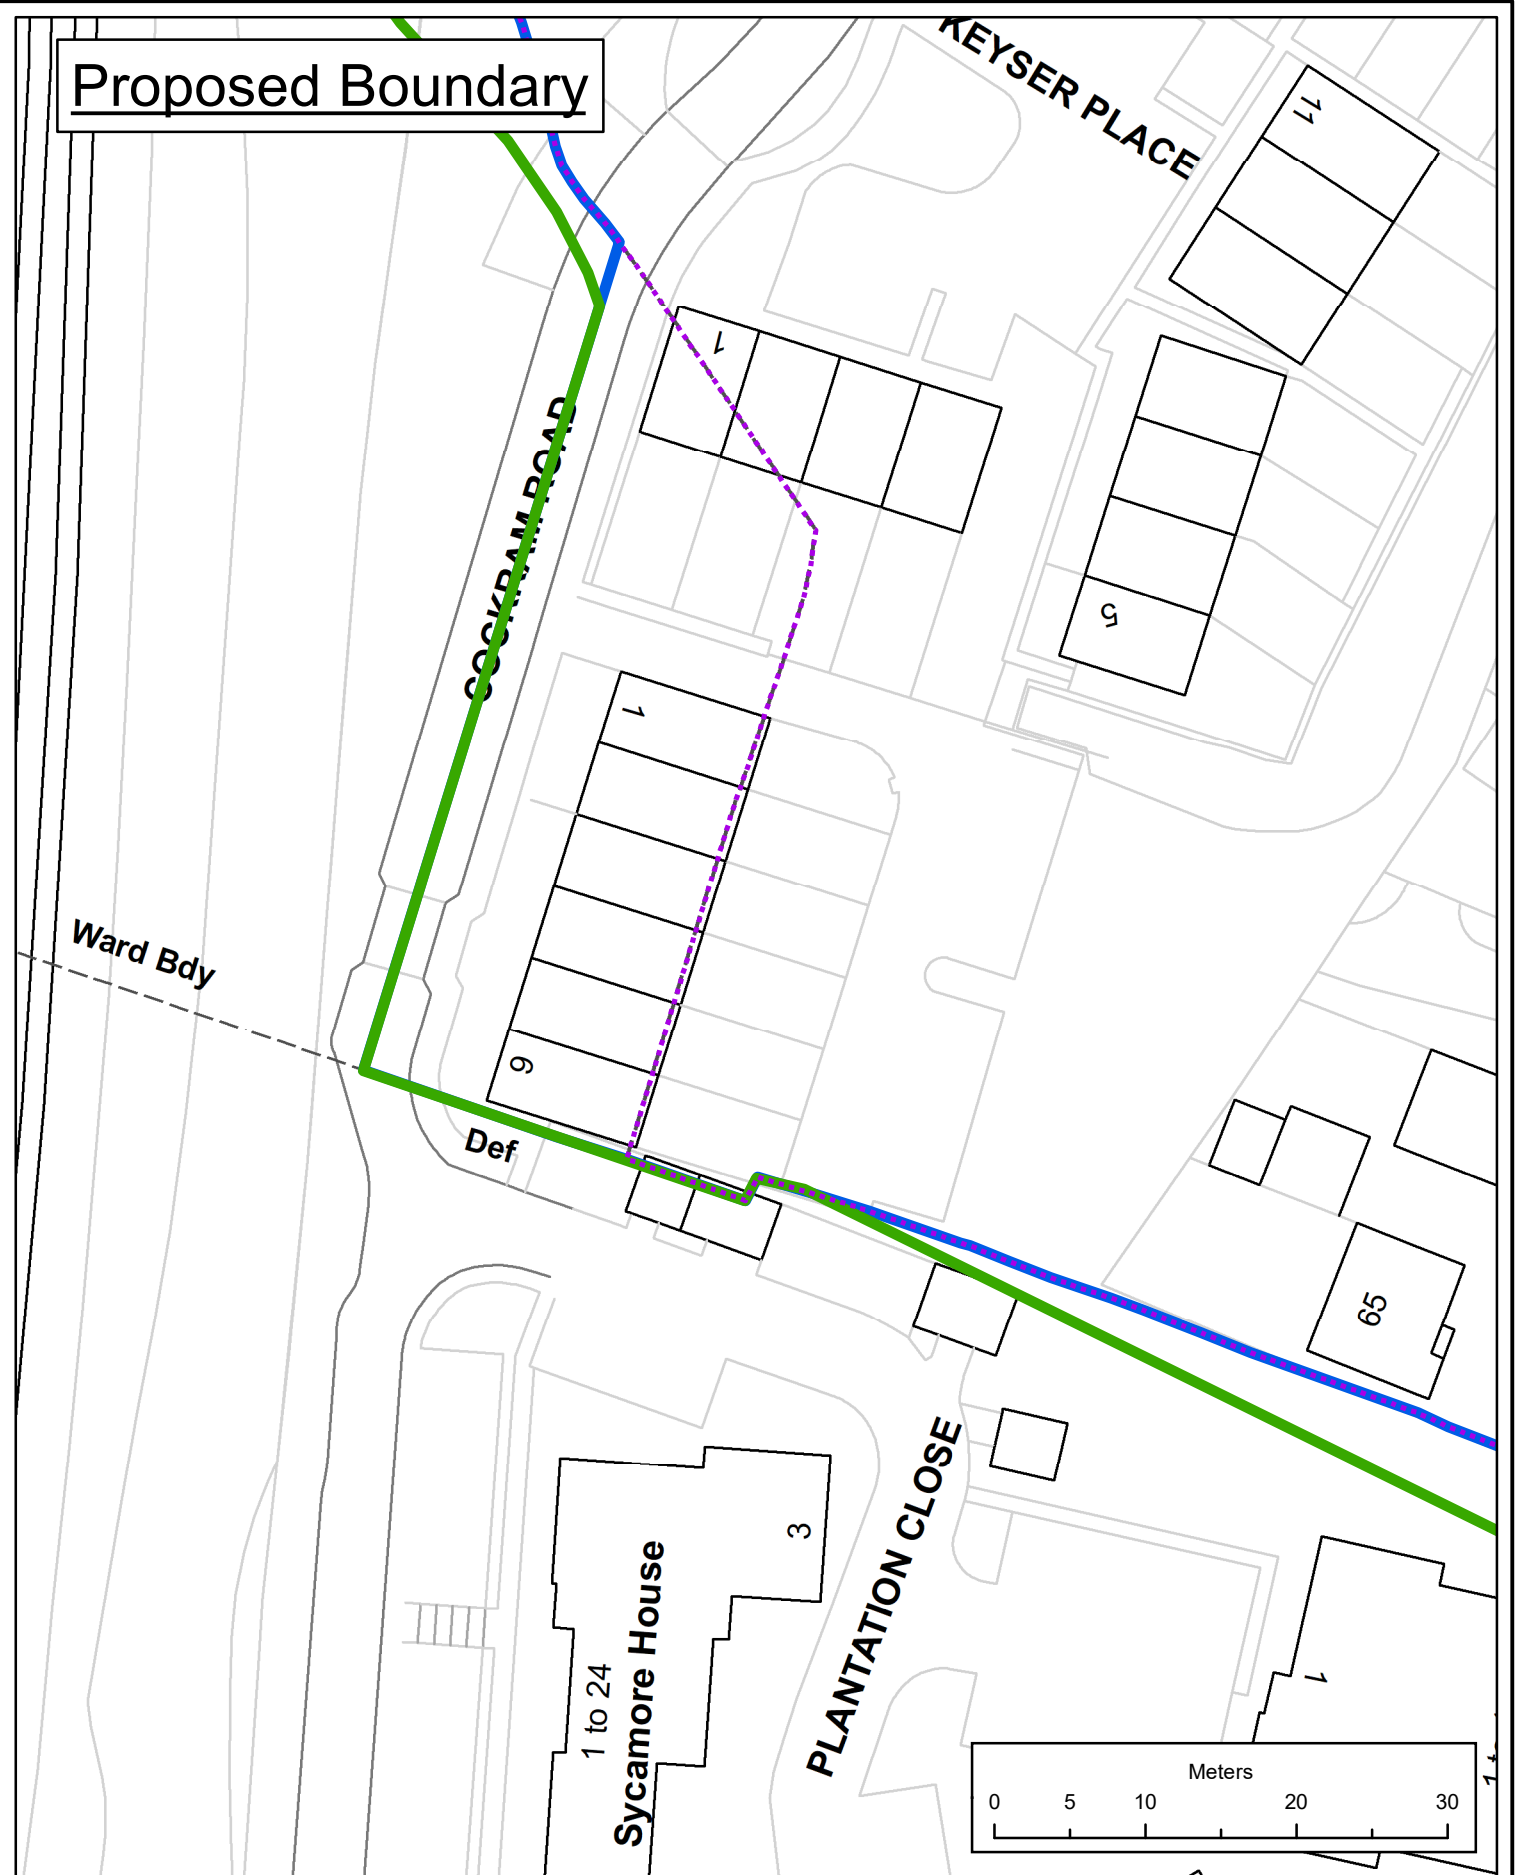 Proposed Boundary
KEYSER PLACE
11
1
COCKRAM ROAD
5
1
Ward Bdy
6
Def
65
PLANTATION CLOSE
3
Sycamore House
1 to 24
1
Meters
0 5 10 20 30